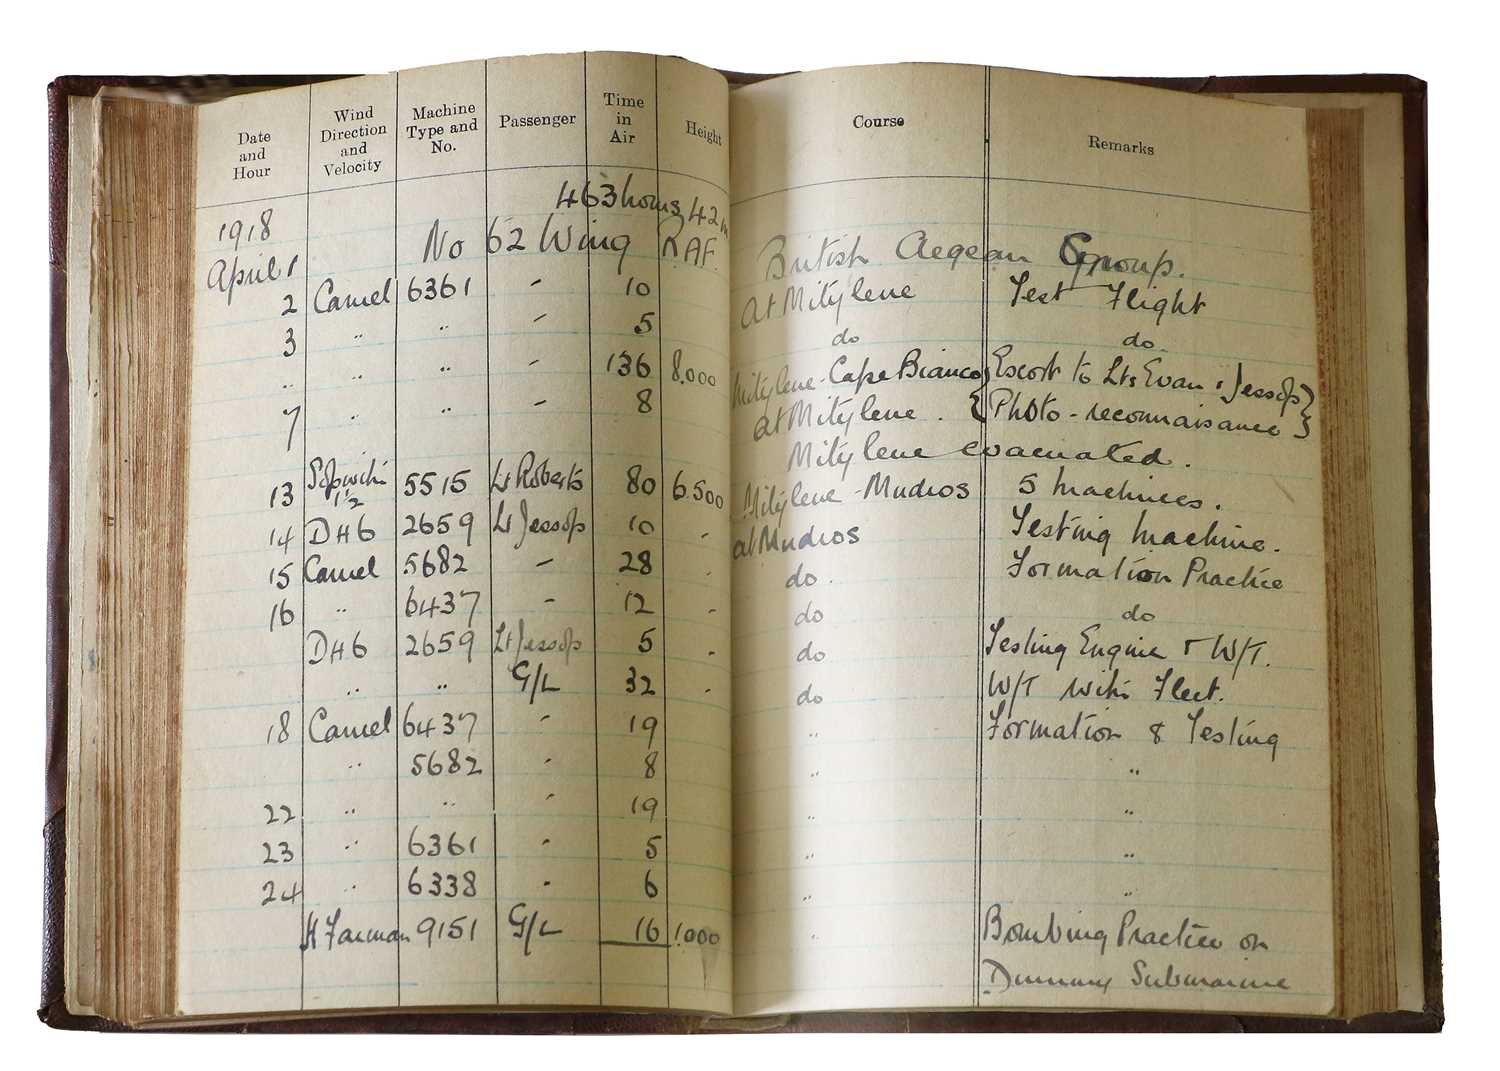 Date and Hour | Wind Direction and Velocity | Machine Type and No. | Passenger | Time in Air | Height | Course | Remarks
463 hours 42 m
1918
April 1 No 62 Wing RAF. British Aegean Group.
2 Camel 6361 - 10 At Mitylene Test Flight
3 " " - 5 do do.
" " " - 136 8,000 Mitylene - Cape Bianco Escort to Lts Evan & Jessop
7 " " - 8 at Mitylene. Photo-reconnaisance
Mitylene evacuated.
13 Sopwith 1½ 5515 Lt Roberts 80 6.500 Mitylene - Mudros 5 machines.
14 DH6 2659 Lt Jessop 10 - at Mudros Testing machine.
15 Camel 5682 - 28 - do. Formation Practice
16 " 6437 - 12 - do do
DH6 2659 Lt Jessop 5 - do Testing Engine & W/T.
" " G/L 32 - do W/T with Fleet.
18 Camel 6437 " 19 " Formation & Testing
" 5682 " 8 " "
22 " " " 19 " "
23 " 6361 " 5 " "
24 " 6338 " 6 " "
H Farman 9151 G/L 16 1.000 " Bombing Practice on
Dummy Submarine